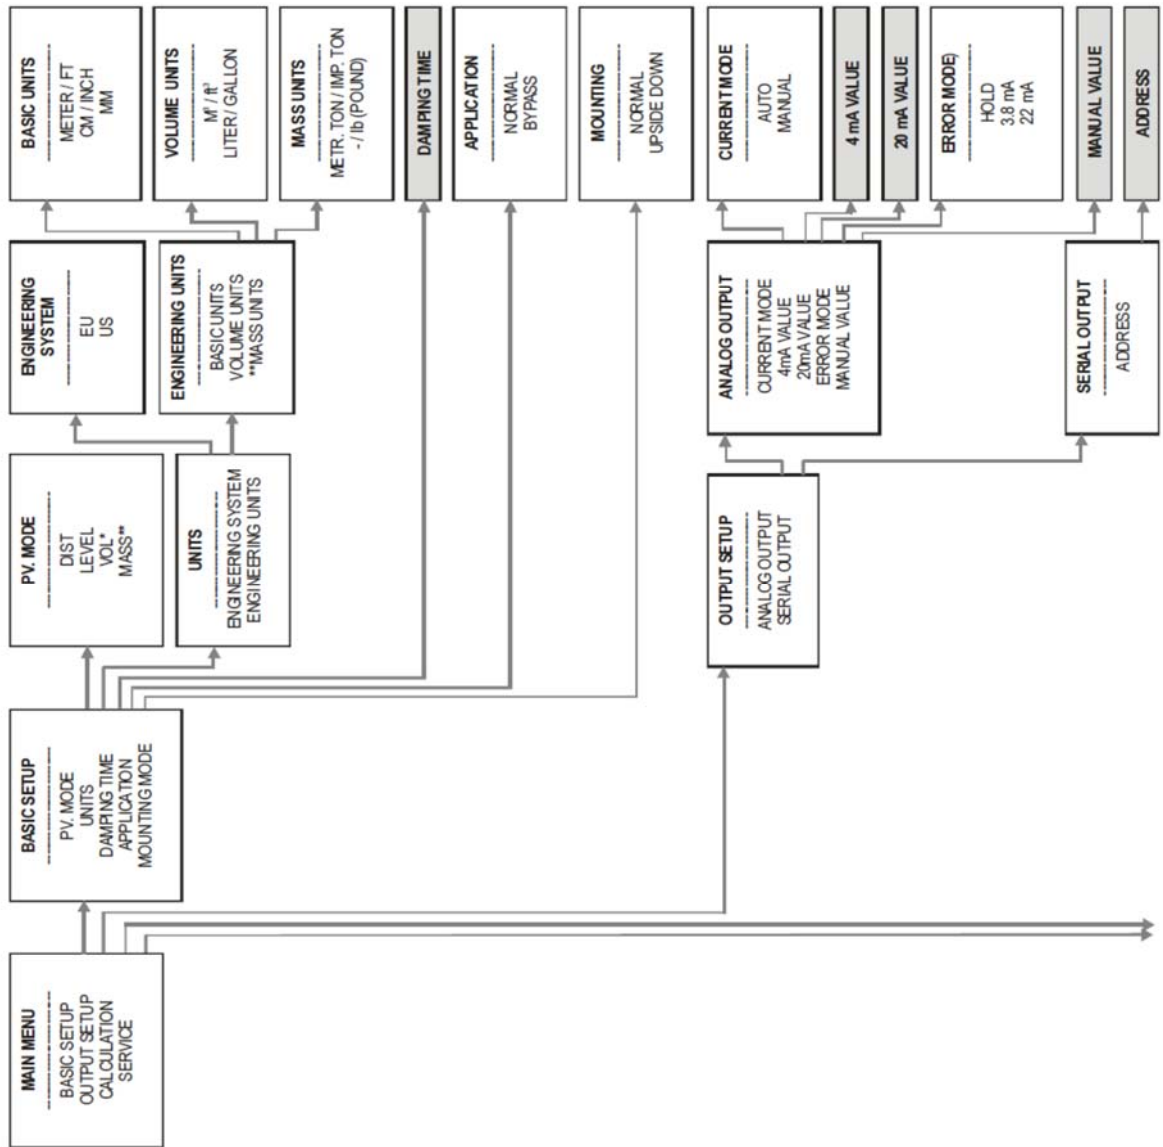 MAIN MENU
BASIC SETUP
OUTPUT SETUP
CALCULATION
SERVICE
BASIC SETUP
PV. MODE
UNITS
DAMPING TIME
APPLICATION
MOUNTING MODE
PV. MODE
DIST
LEVEL
VOL*
MASS**
UNITS
ENGINEERING SYSTEM
ENGINEERING UNITS
ENGINEERING
SYSTEM
EU
US
ENGINEERING UNITS
BASIC UNITS
VOLUME UNITS
**MASS UNITS
BASIC UNITS
METER / FT
CM / INCH
MM
VOLUME UNITS
M³ / ft³
LITER / GALLON
MASS UNITS
METR. TON / IMP. TON
- / lb (POUND)
DAMPING TIME
APPLICATION
NORMAL
BYPASS
MOUNTING
NORMAL
UPSIDE DOWN
OUTPUT SETUP
ANALOG OUTPUT
SERIAL OUTPUT
ANALOG OUTPUT
CURRENT MODE
4mA VALUE
20mA VALUE
ERROR MODE
MANUAL VALUE
SERIAL OUTPUT
ADDRESS
CURRENT MODE
AUTO
MANUAL
4 mA VALUE
20 mA VALUE
ERROR MODE)
HOLD
3.8 mA
22 mA
MANUAL VALUE
ADDRESS